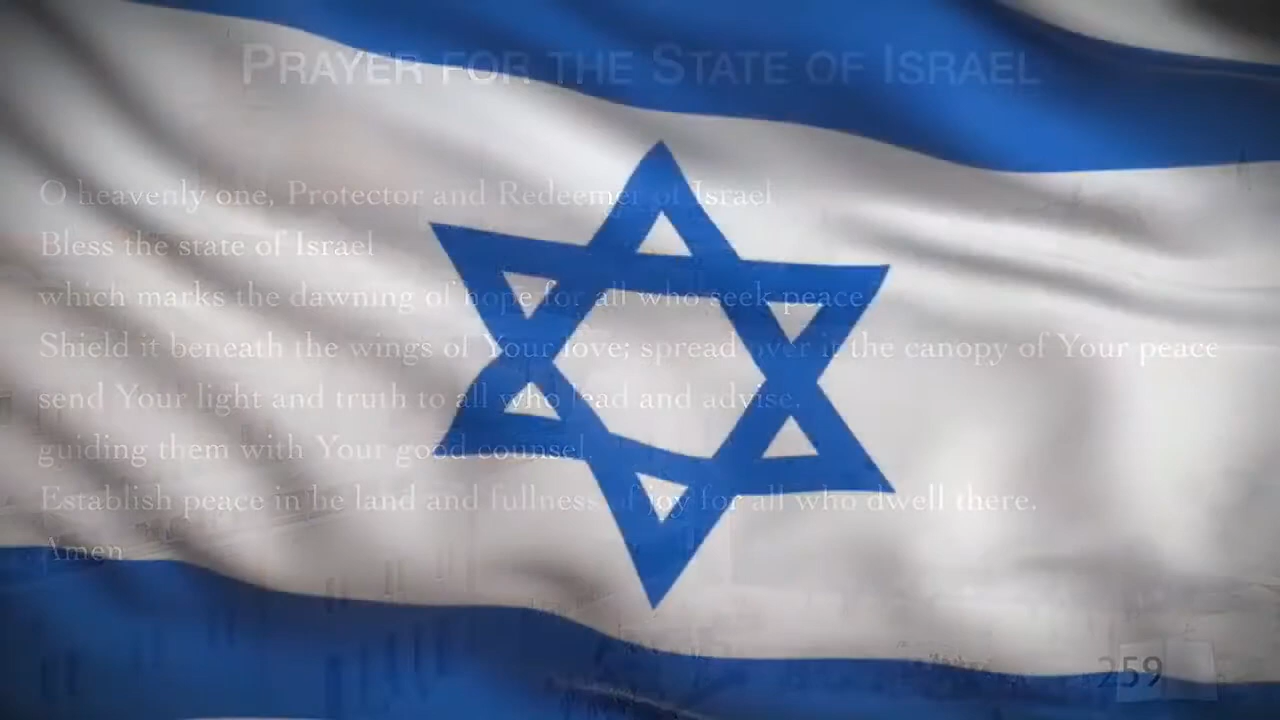 PRAYER FOR THE STATE OF ISRAEL
O heavenly one, Protector and Redeemer of Israel
Bless the state of Israel
which marks the dawning of hope for all who seek peace.
Shield it beneath the wings of Your love; spread over it the canopy of Your peace
send Your light and truth to all who lead and advise.
guiding them with Your good counsel
Establish peace in he land and fullness of joy for all who dwell there.
Amen
259